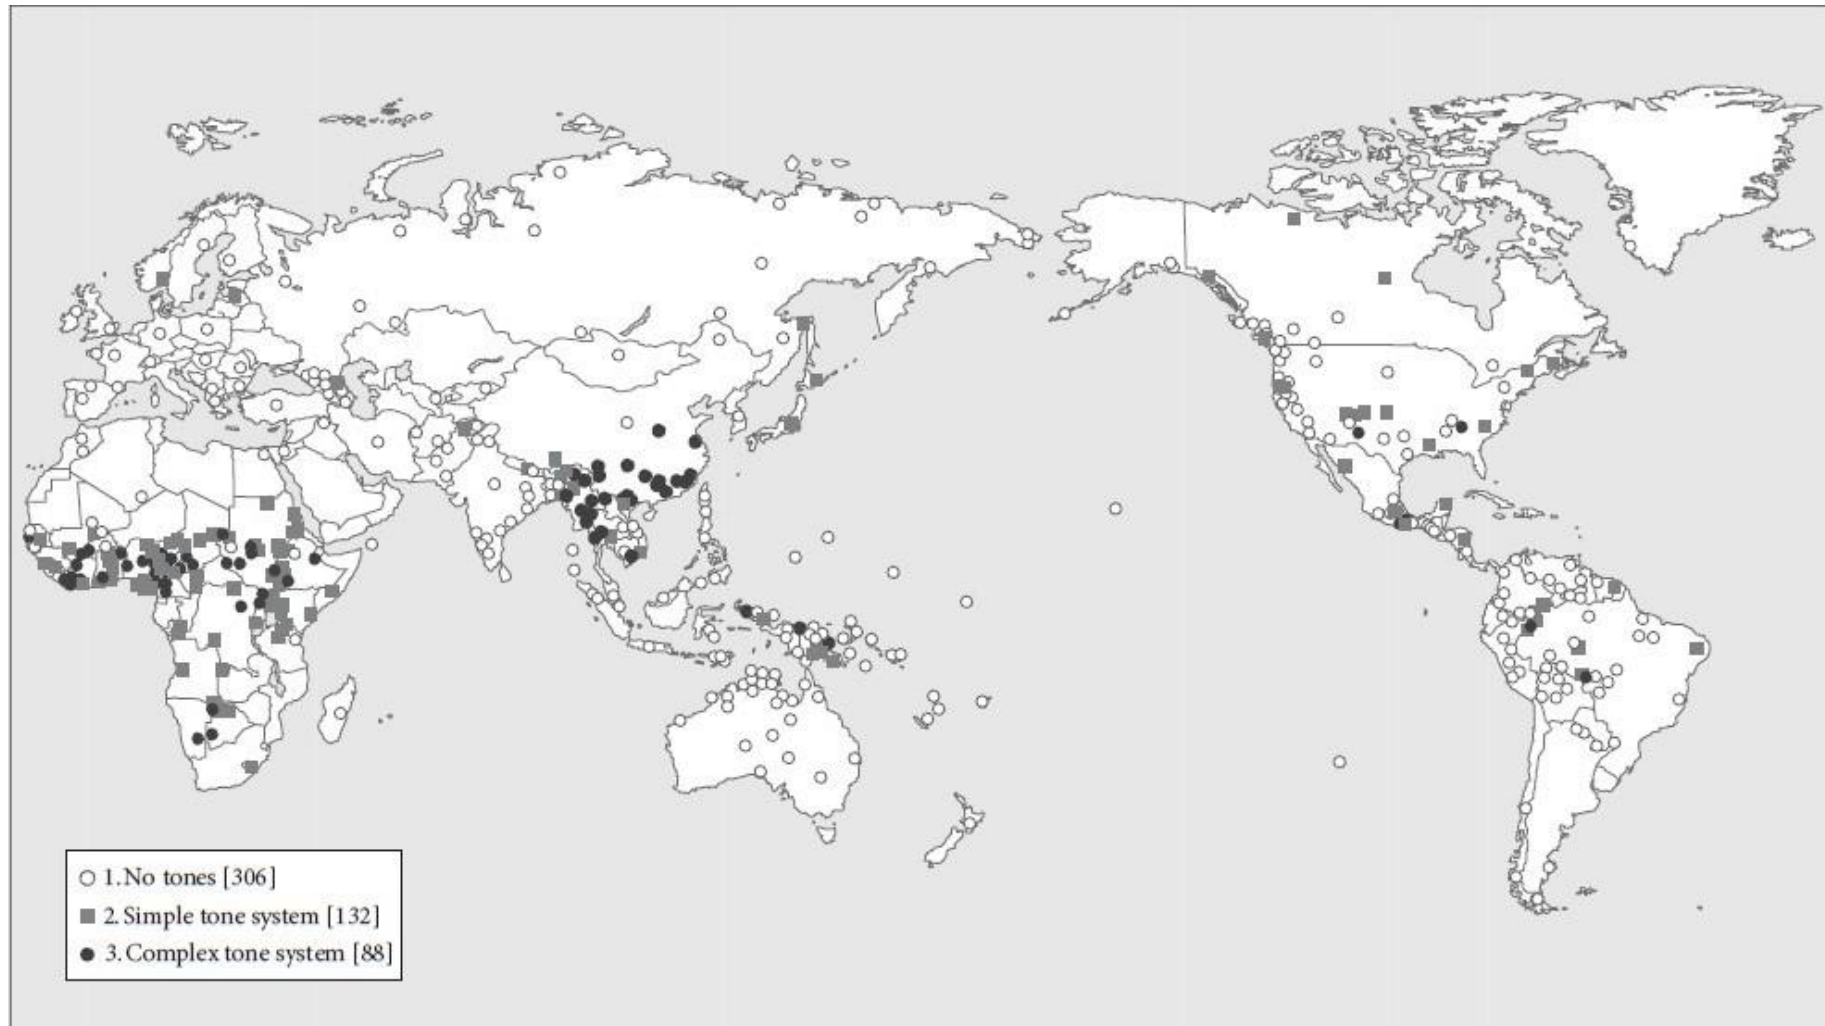 1. No tones [306]
2. Simple tone system [132]
3. Complex tone system [88]